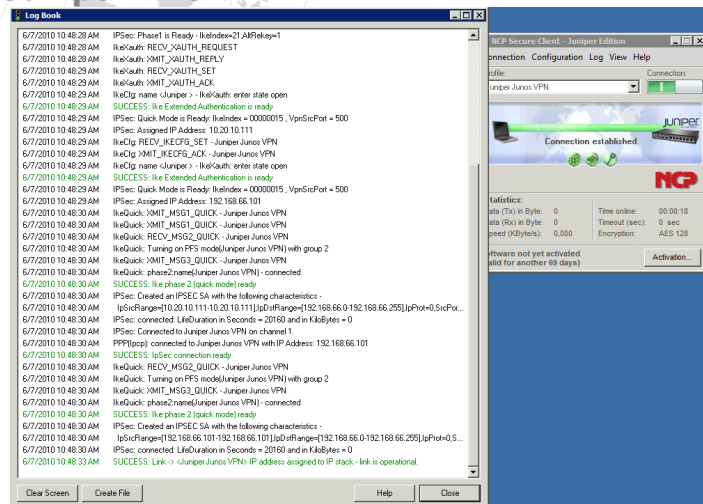 Log Book
6/7/2010 10:48:28 AM IPSec: Phase1 is Ready - IkeIndex=21,AltRekey=1
6/7/2010 10:48:28 AM IkeXauth: RECV_XAUTH_REQUEST
6/7/2010 10:48:28 AM IkeXauth: XMIT_XAUTH_REPLY
6/7/2010 10:48:29 AM IkeXauth: RECV_XAUTH_SET
6/7/2010 10:48:29 AM IkeXauth: XMIT_XAUTH_ACK
6/7/2010 10:48:29 AM IkeCfg: name <Juniper > - IkeXauth: enter state open
6/7/2010 10:48:29 AM SUCCESS: Ike Extended Authentication is ready
6/7/2010 10:48:29 AM IPSec: Quick Mode is Ready: IkeIndex = 00000015 , VpnSrcPort = 500
6/7/2010 10:48:29 AM IPSec: Assigned IP Address: 10.20.10.111
6/7/2010 10:48:29 AM IkeCfg: RECV_IKECFG_SET - Juniper Junos VPN
6/7/2010 10:48:29 AM IkeCfg: XMIT_IKECFG_ACK - Juniper Junos VPN
6/7/2010 10:48:29 AM IkeCfg: name <Juniper > - IkeXauth: enter state open
6/7/2010 10:48:29 AM SUCCESS: Ike Extended Authentication is ready
6/7/2010 10:48:29 AM IPSec: Quick Mode is Ready: IkeIndex = 00000015 , VpnSrcPort = 500
6/7/2010 10:48:29 AM IPSec: Assigned IP Address: 192.168.66.101
6/7/2010 10:48:30 AM IkeQuick: XMIT_MSG1_QUICK - Juniper Junos VPN
6/7/2010 10:48:30 AM IkeQuick: XMIT_MSG1_QUICK - Juniper Junos VPN
6/7/2010 10:48:30 AM IkeQuick: RECV_MSG2_QUICK - Juniper Junos VPN
6/7/2010 10:48:30 AM IkeQuick: Turning on PFS mode(Juniper Junos VPN) with group 2
6/7/2010 10:48:30 AM IkeQuick: XMIT_MSG3_QUICK - Juniper Junos VPN
6/7/2010 10:48:30 AM IkeQuick: phase2:name(Juniper Junos VPN) - connected
6/7/2010 10:48:30 AM SUCCESS: Ike phase 2 (quick mode) ready
6/7/2010 10:48:30 AM IPSec: Created an IPSEC SA with the following characteristics -
6/7/2010 10:48:30 AM IpSrcRange=[10.20.10.111-10.20.10.111],IpDstRange=[192.168.66.0-192.168.66.255],IpProt=0,SrcPor...
6/7/2010 10:48:30 AM IPSec: connected: LifeDuration in Seconds = 20160 and in KiloBytes = 0
6/7/2010 10:48:30 AM IPSec: Connected to Juniper Junos VPN on channel 1.
6/7/2010 10:48:30 AM PPP(Ipcp): connected to Juniper Junos VPN with IP Address: 192.168.66.101
6/7/2010 10:48:30 AM SUCCESS: IpSec connection ready
6/7/2010 10:48:30 AM IkeQuick: RECV_MSG2_QUICK - Juniper Junos VPN
6/7/2010 10:48:30 AM IkeQuick: Turning on PFS mode(Juniper Junos VPN) with group 2
6/7/2010 10:48:30 AM IkeQuick: XMIT_MSG3_QUICK - Juniper Junos VPN
6/7/2010 10:48:30 AM IkeQuick: phase2:name(Juniper Junos VPN) - connected
6/7/2010 10:48:30 AM SUCCESS: Ike phase 2 (quick mode) ready
6/7/2010 10:48:30 AM IPSec: Created an IPSEC SA with the following characteristics -
6/7/2010 10:48:30 AM IpSrcRange=[192.168.66.101-192.168.66.101],IpDstRange=[192.168.66.0-192.168.66.255],IpProt=0,S...
6/7/2010 10:48:30 AM IPSec: connected: LifeDuration in Seconds = 20160 and in KiloBytes = 0
6/7/2010 10:48:33 AM SUCCESS: Link -> <Juniper Junos VPN> IP address assigned to IP stack - link is operational.
Clear Screen Create File Help Close
NCP Secure Client - Juniper Edition
onnection Configuration Log View Help
rofile: Connection:
uniper Junos VPN
JUNIPEr
Connection established.
NCP
tatistics:
ata (Tx) in Byte: 0 Time online: 00:00:18
ata (Rx) in Byte: 0 Timeout (sec): 0 sec
peed (KByte/s): 0,000 Encryption: AES 128
oftware not yet activated
alid for another 69 days) Activation...